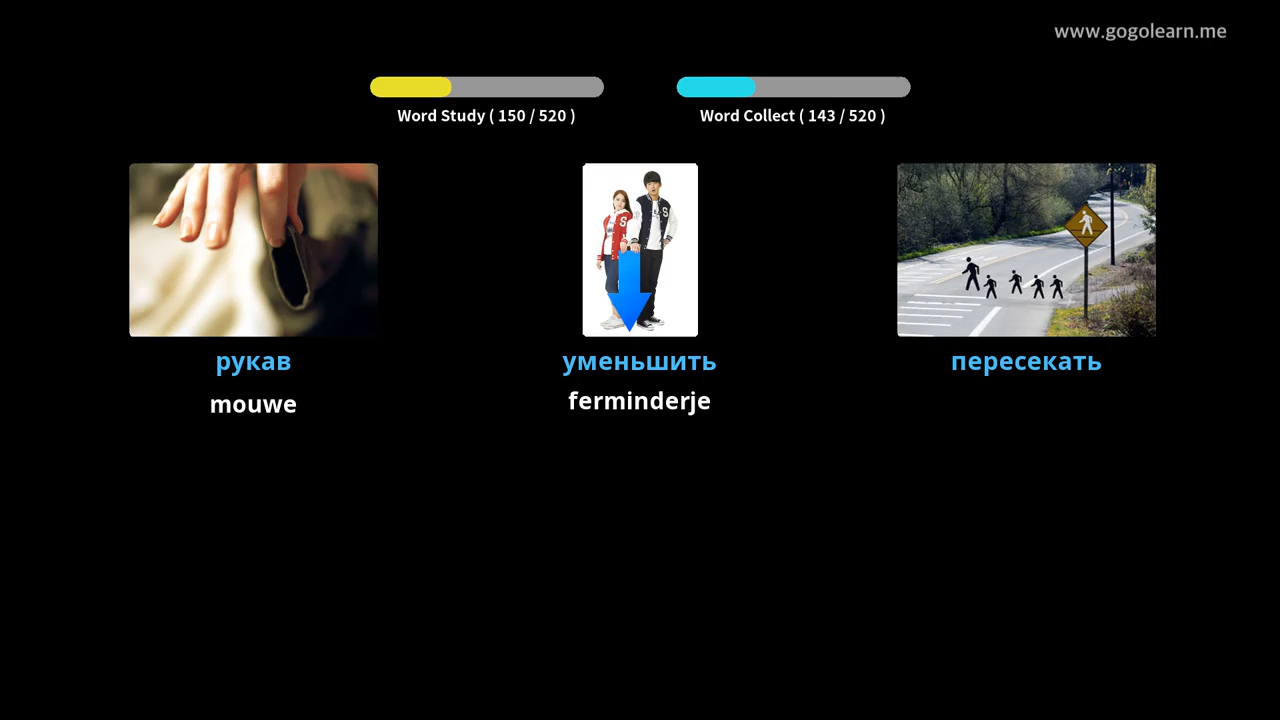 www.gogolearn.me
Word Study ( 150 / 520 )
Word Collect ( 143 / 520 )
рукав
уменьшить
пересекать
mouwe
ferminderje